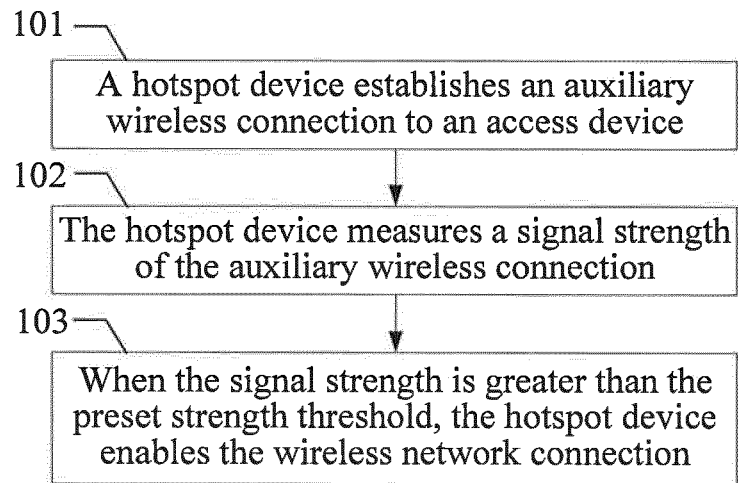 101
A hotspot device establishes an auxiliary
wireless connection to an access device
102
The hotspot device measures a signal strength
of the auxiliary wireless connection
103
When the signal strength is greater than the
preset strength threshold, the hotspot device
enables the wireless network connection